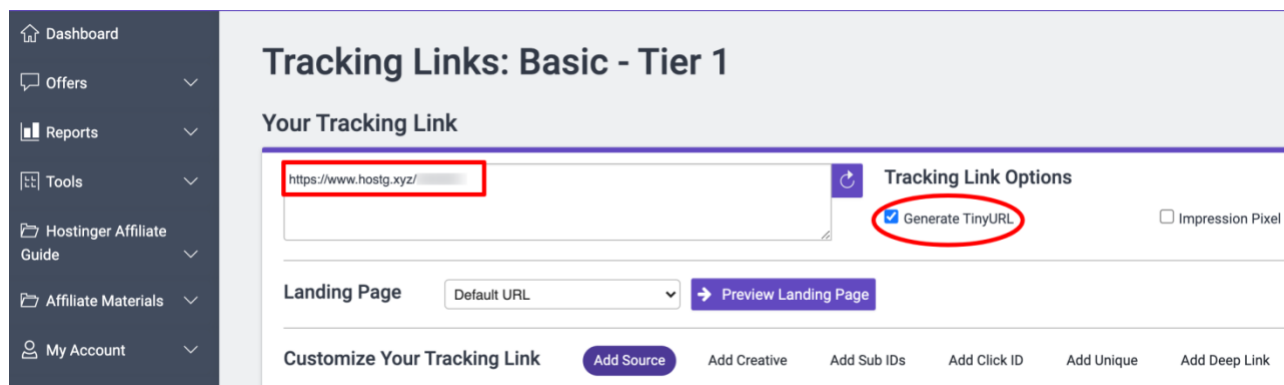 Dashboard
Offers
Reports
Tools
Hostinger Affiliate
Guide
Affiliate Materials
My Account
Tracking Links: Basic - Tier 1
Your Tracking Link
https://www.hostg.xyz/
Tracking Link Options
Generate TinyURL
Impression Pixel
Landing Page
Default URL
Preview Landing Page
Customize Your Tracking Link
Add Source
Add Creative
Add Sub IDs
Add Click ID
Add Unique
Add Deep Link